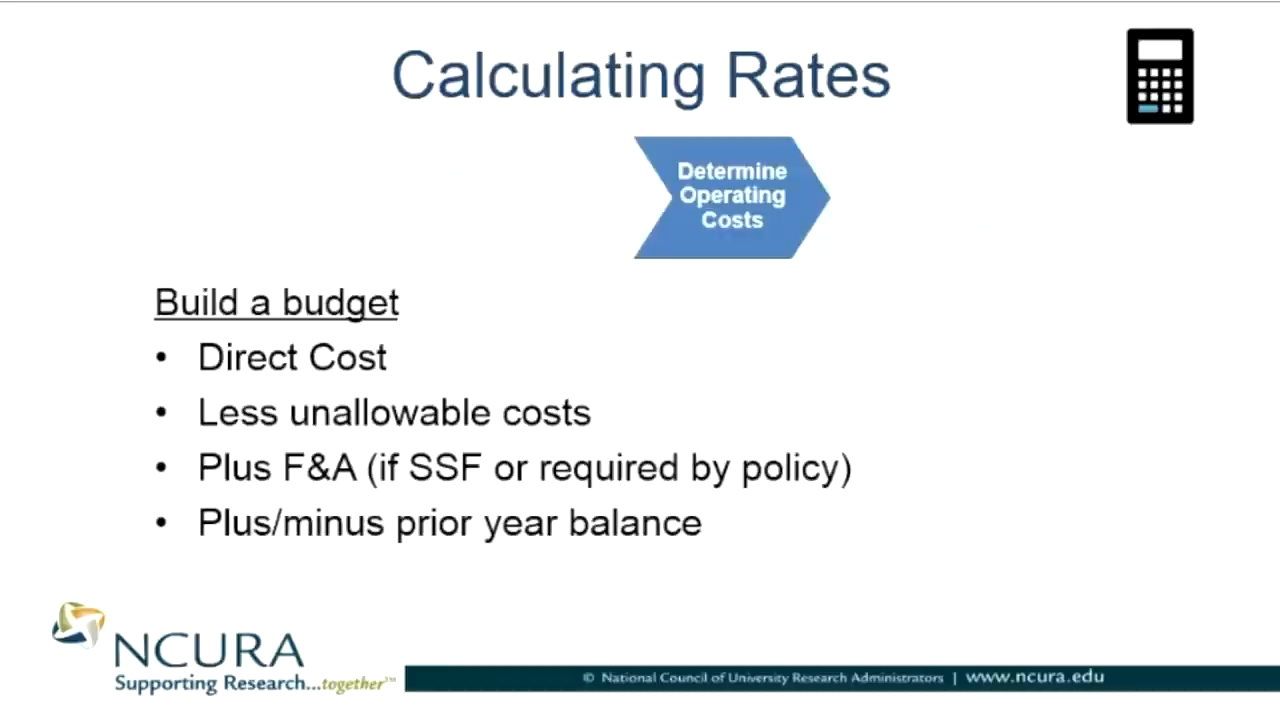 Calculating Rates
Determine
Operating
Costs
Build a budget
• Direct Cost
• Less unallowable costs
• Plus F&A (if SSF or required by policy)
• Plus/minus prior year balance
NCURA
Supporting Research...together™
© National Council of University Research Administrators | www.ncura.edu